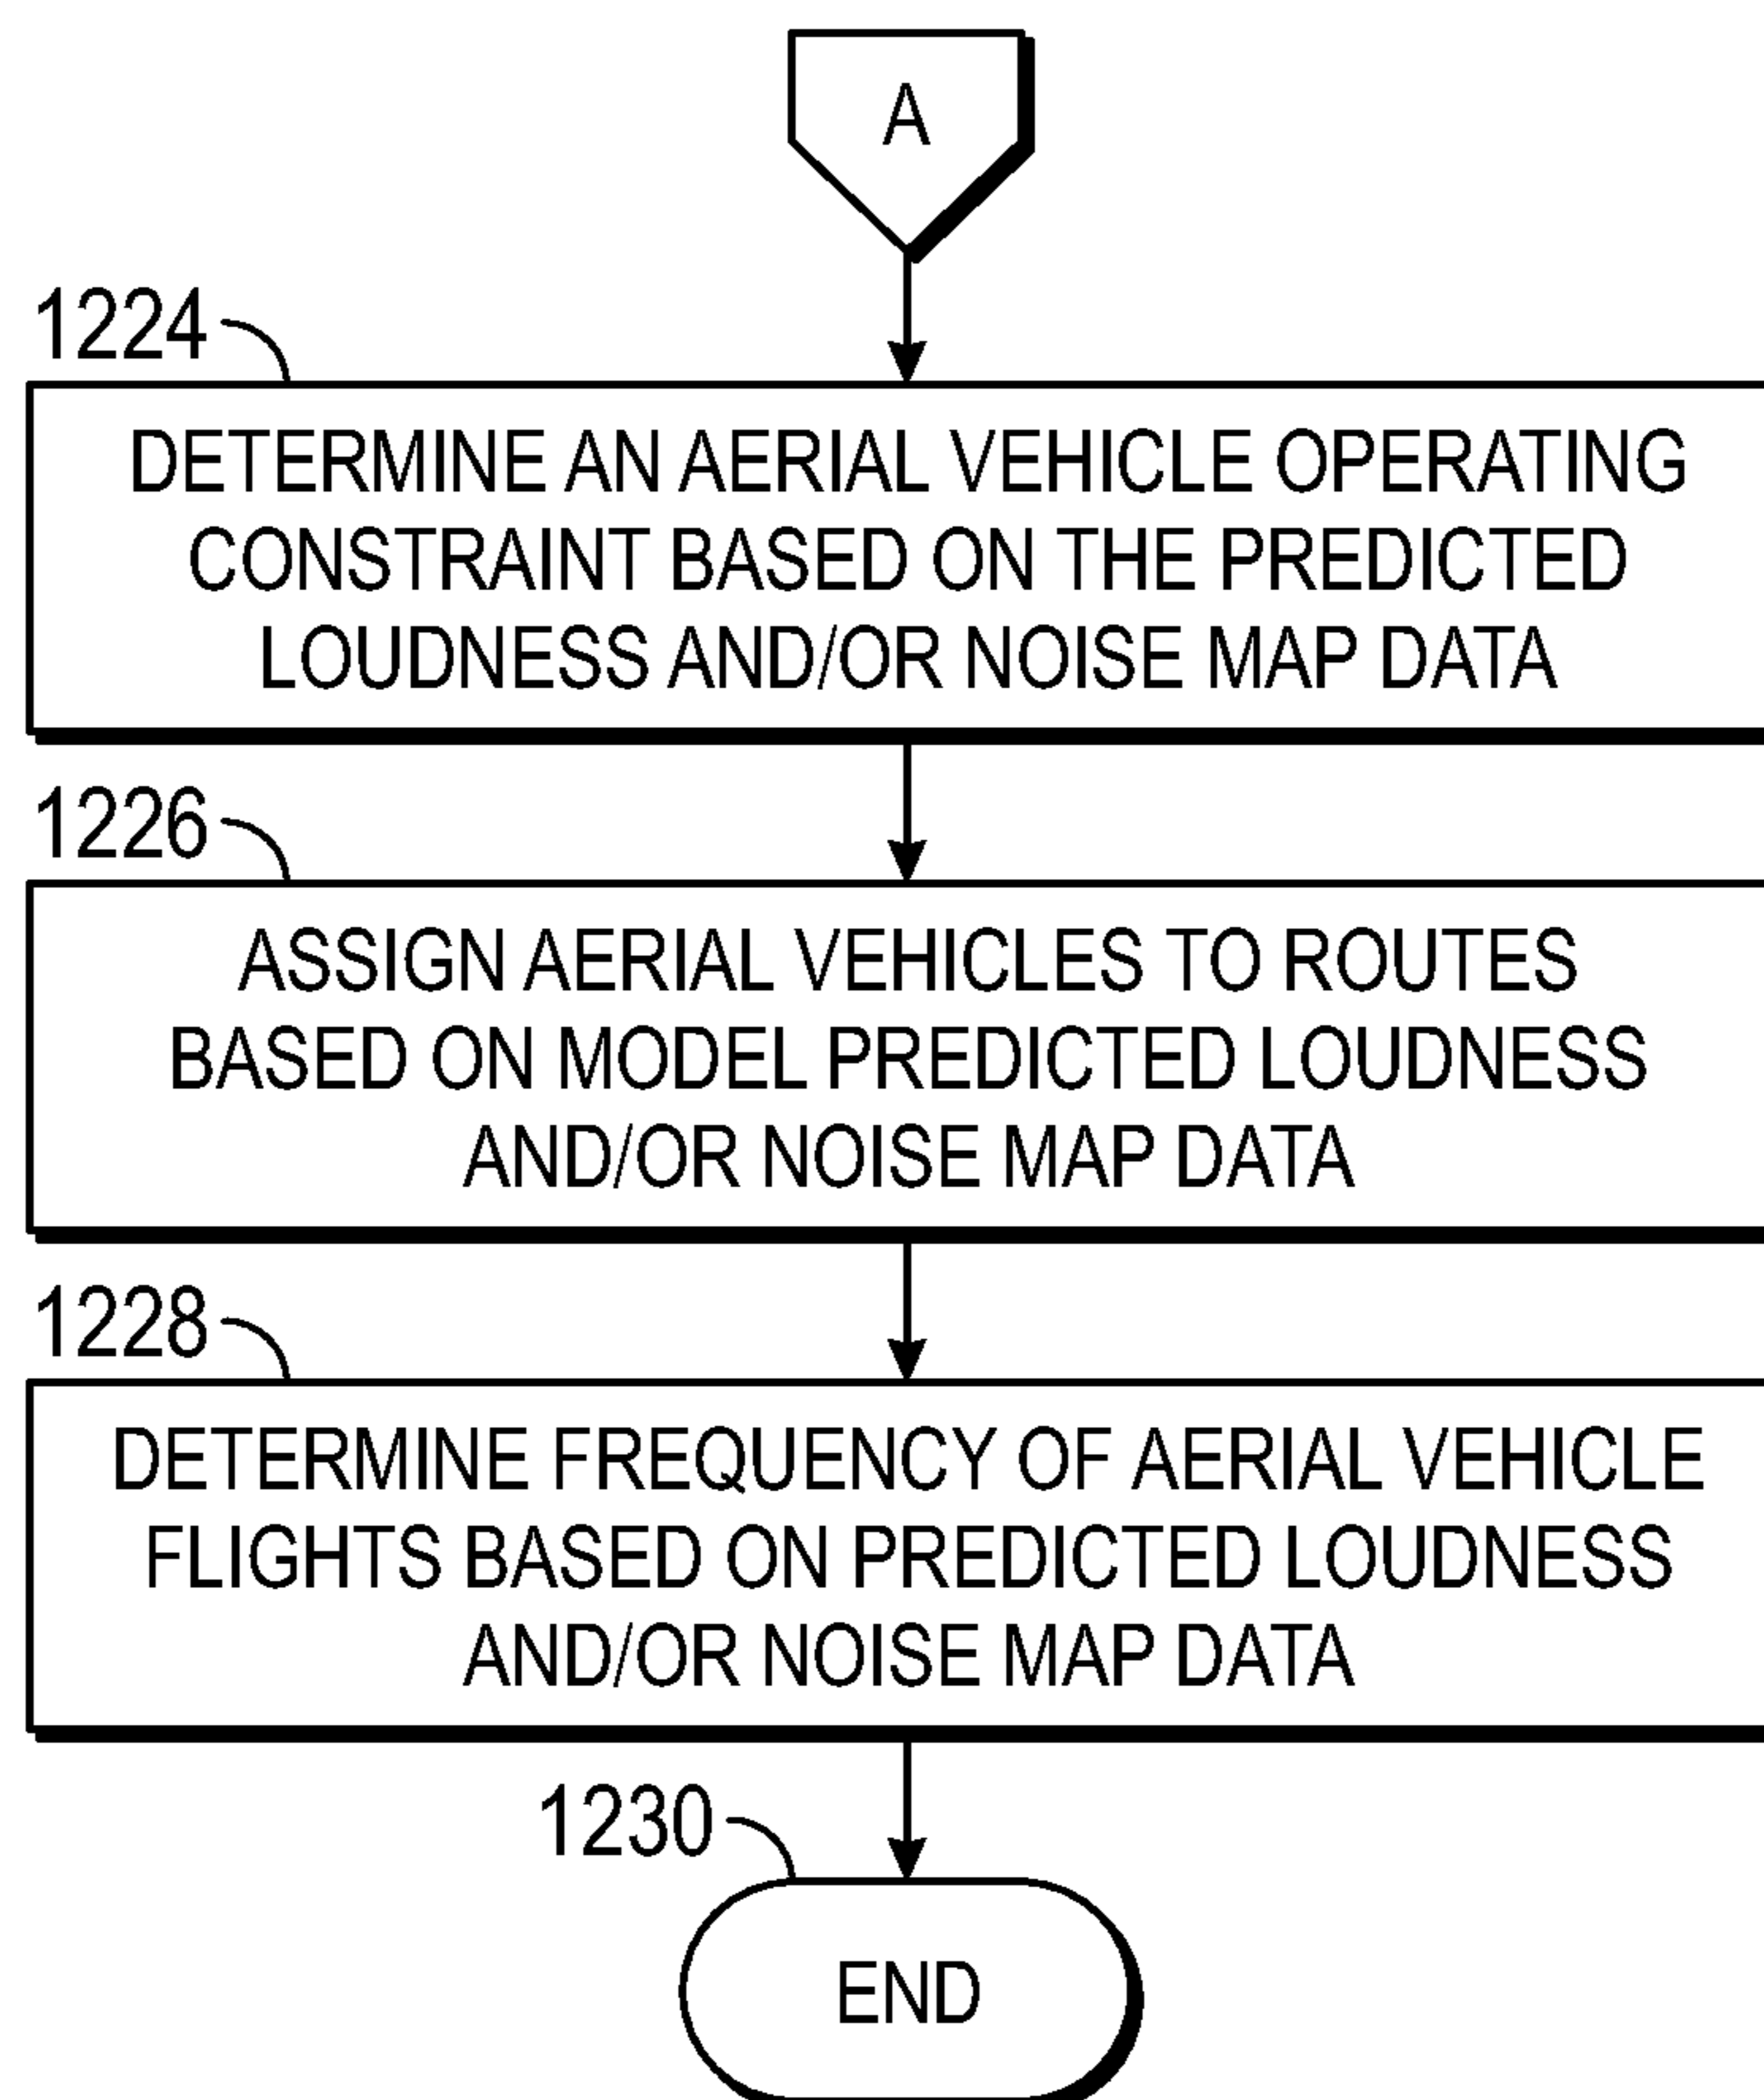 A
1224
DETERMINE AN AERIAL VEHICLE OPERATING
CONSTRAINT BASED ON THE PREDICTED
LOUDNESS AND/OR NOISE MAP DATA
1226
ASSIGN AERIAL VEHICLES TO ROUTES
BASED ON MODEL PREDICTED LOUDNESS
AND/OR NOISE MAP DATA
1228
DETERMINE FREQUENCY OF AERIAL VEHICLE
FLIGHTS BASED ON PREDICTED LOUDNESS
AND/OR NOISE MAP DATA
1230
END